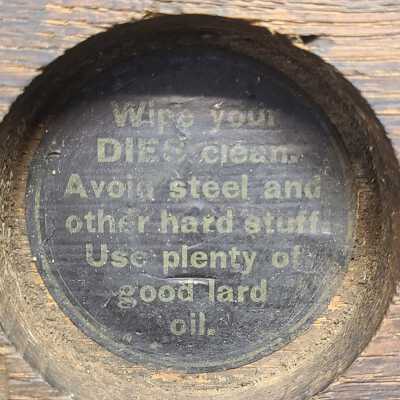 Wipe your
DIES clean.
Avoid steel and
other hard stuff.
Use plenty of
good lard
oil.